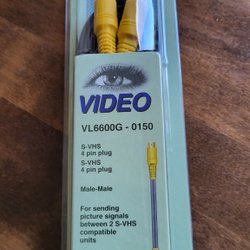 VIDEO
VL6600G - 0150
S-VHS
4 pin plug
S-VHS
4 pin plug
Male-Male
For sending
picture signals
between 2 S-VHS
compatible
units